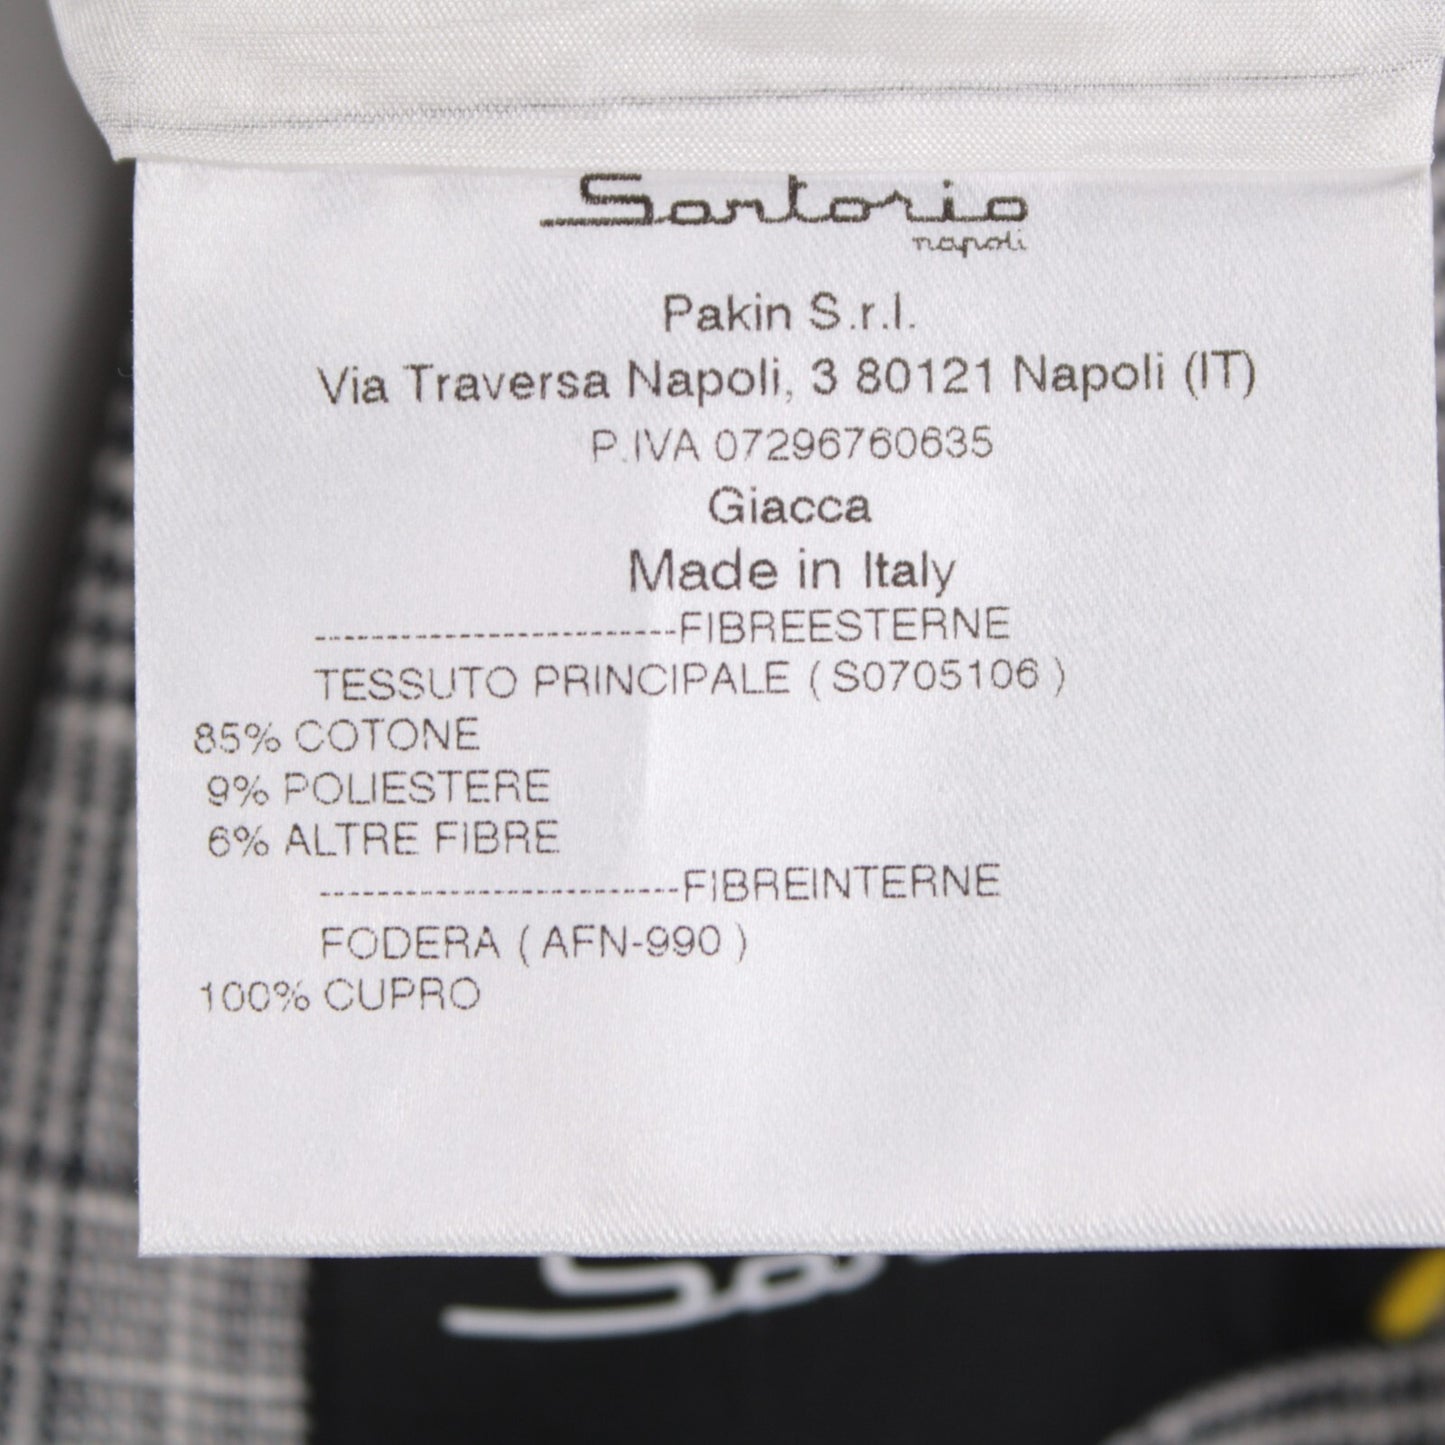 Sartorio
napoli
Pakin S.r.l.
Via Traversa Napoli, 3 80121 Napoli (IT)
P.IVA 07296760635
Giacca
Made in Italy
-------------------------FIBREESTERNE
TESSUTO PRINCIPALE ( S0705106 )
85% COTONE
9% POLIESTERE
6% ALTRE FIBRE
-------------------------FIBREINTERNE
FODERA ( AFN-990 )
100% CUPRO